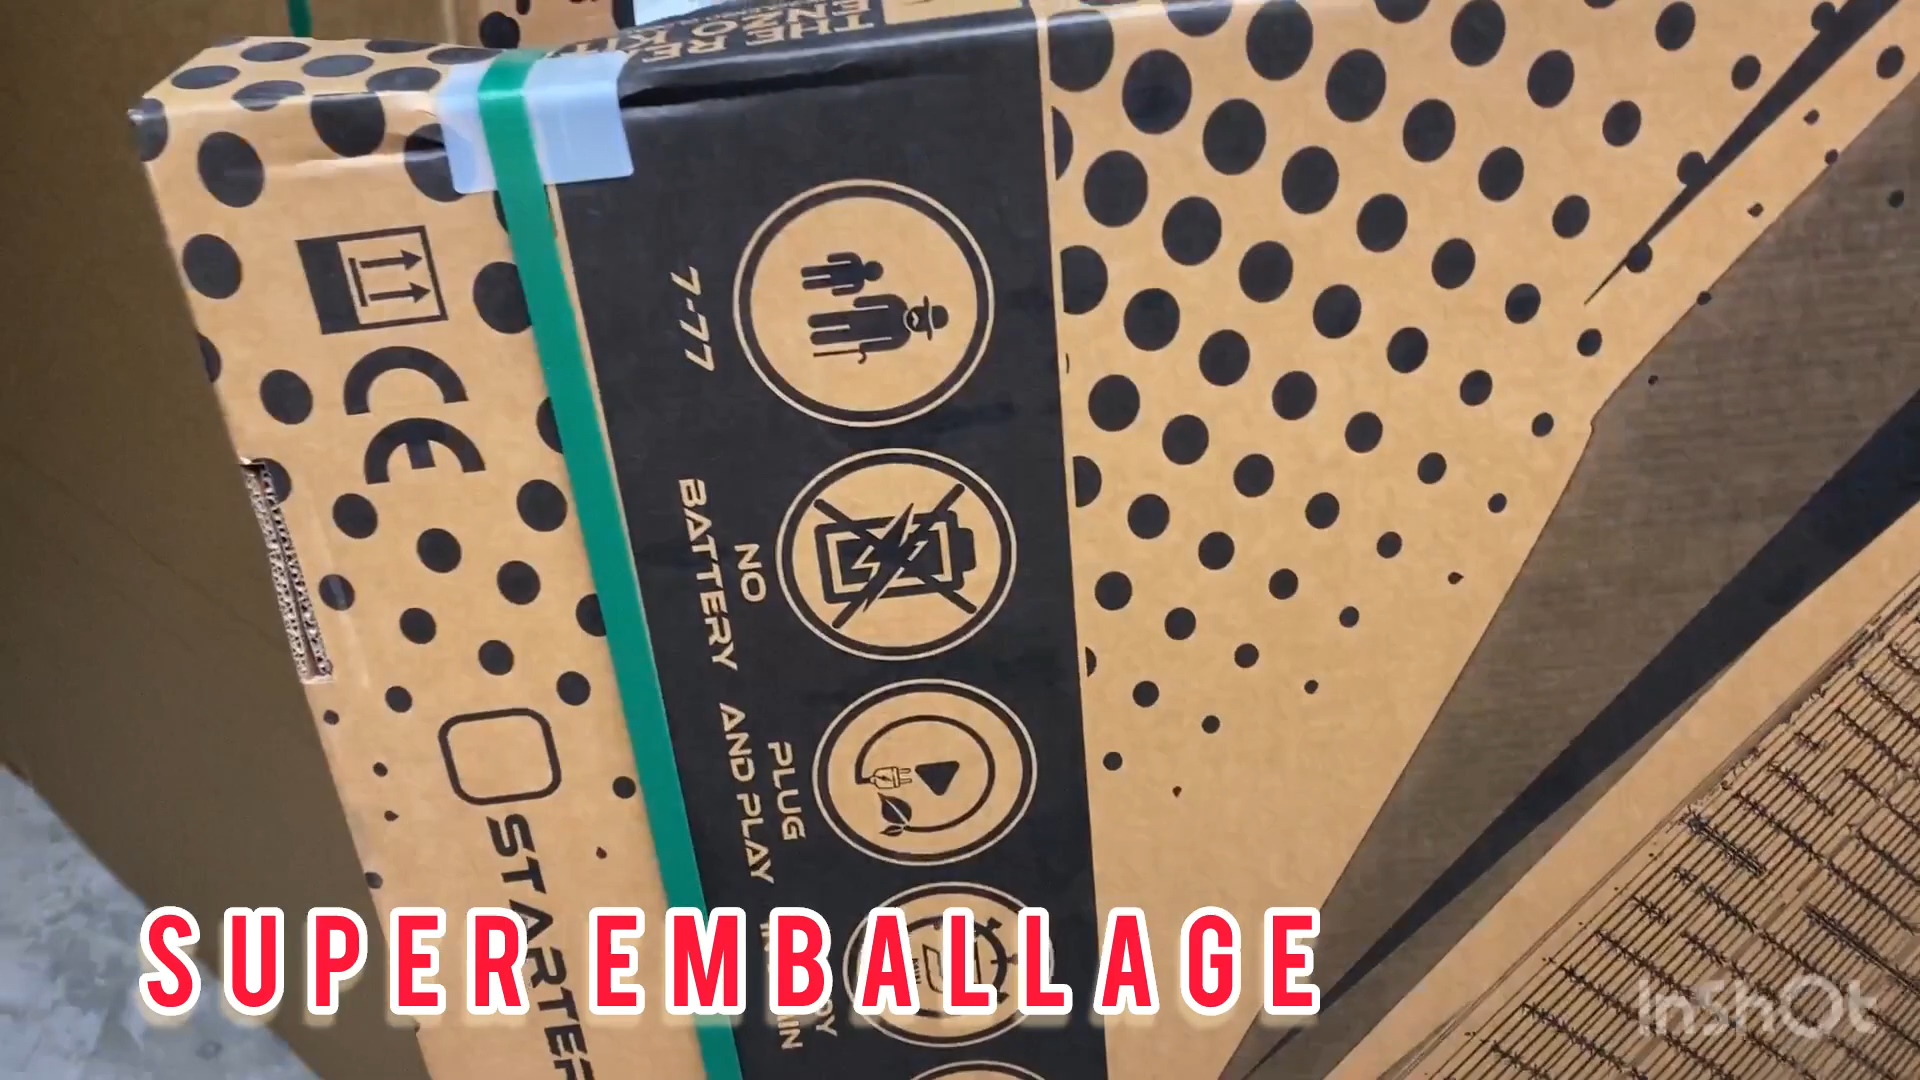 7-77
NO
BATTERY
PLUG
AND PLAY
CE
STARTER
SUPER EMBALLAGE
InShOt